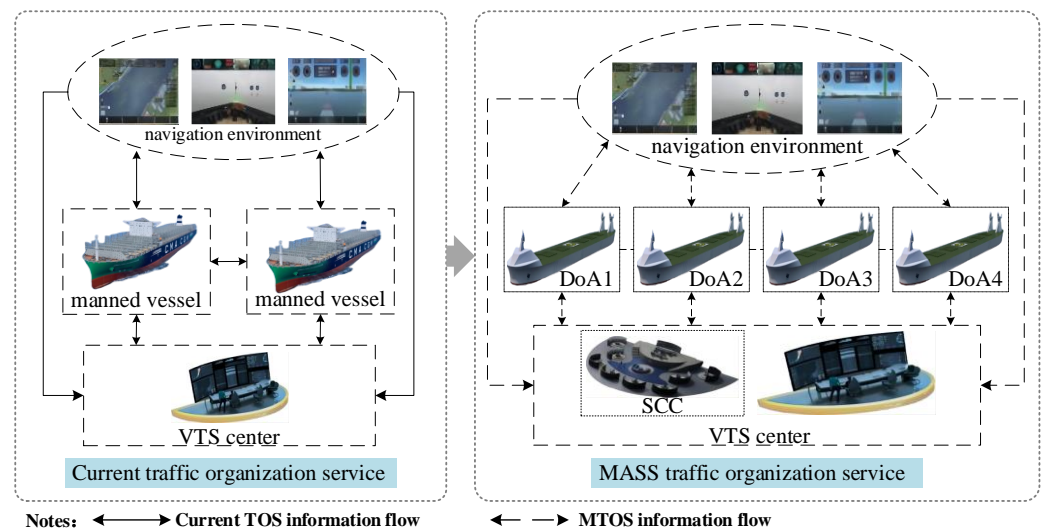 navigation environment
manned vessel
manned vessel
VTS center
Current traffic organization service
navigation environment
DoA1
DoA2
DoA3
DoA4
SCC
VTS center
MASS traffic organization service
Notes: Current TOS information flow
MTOS information flow